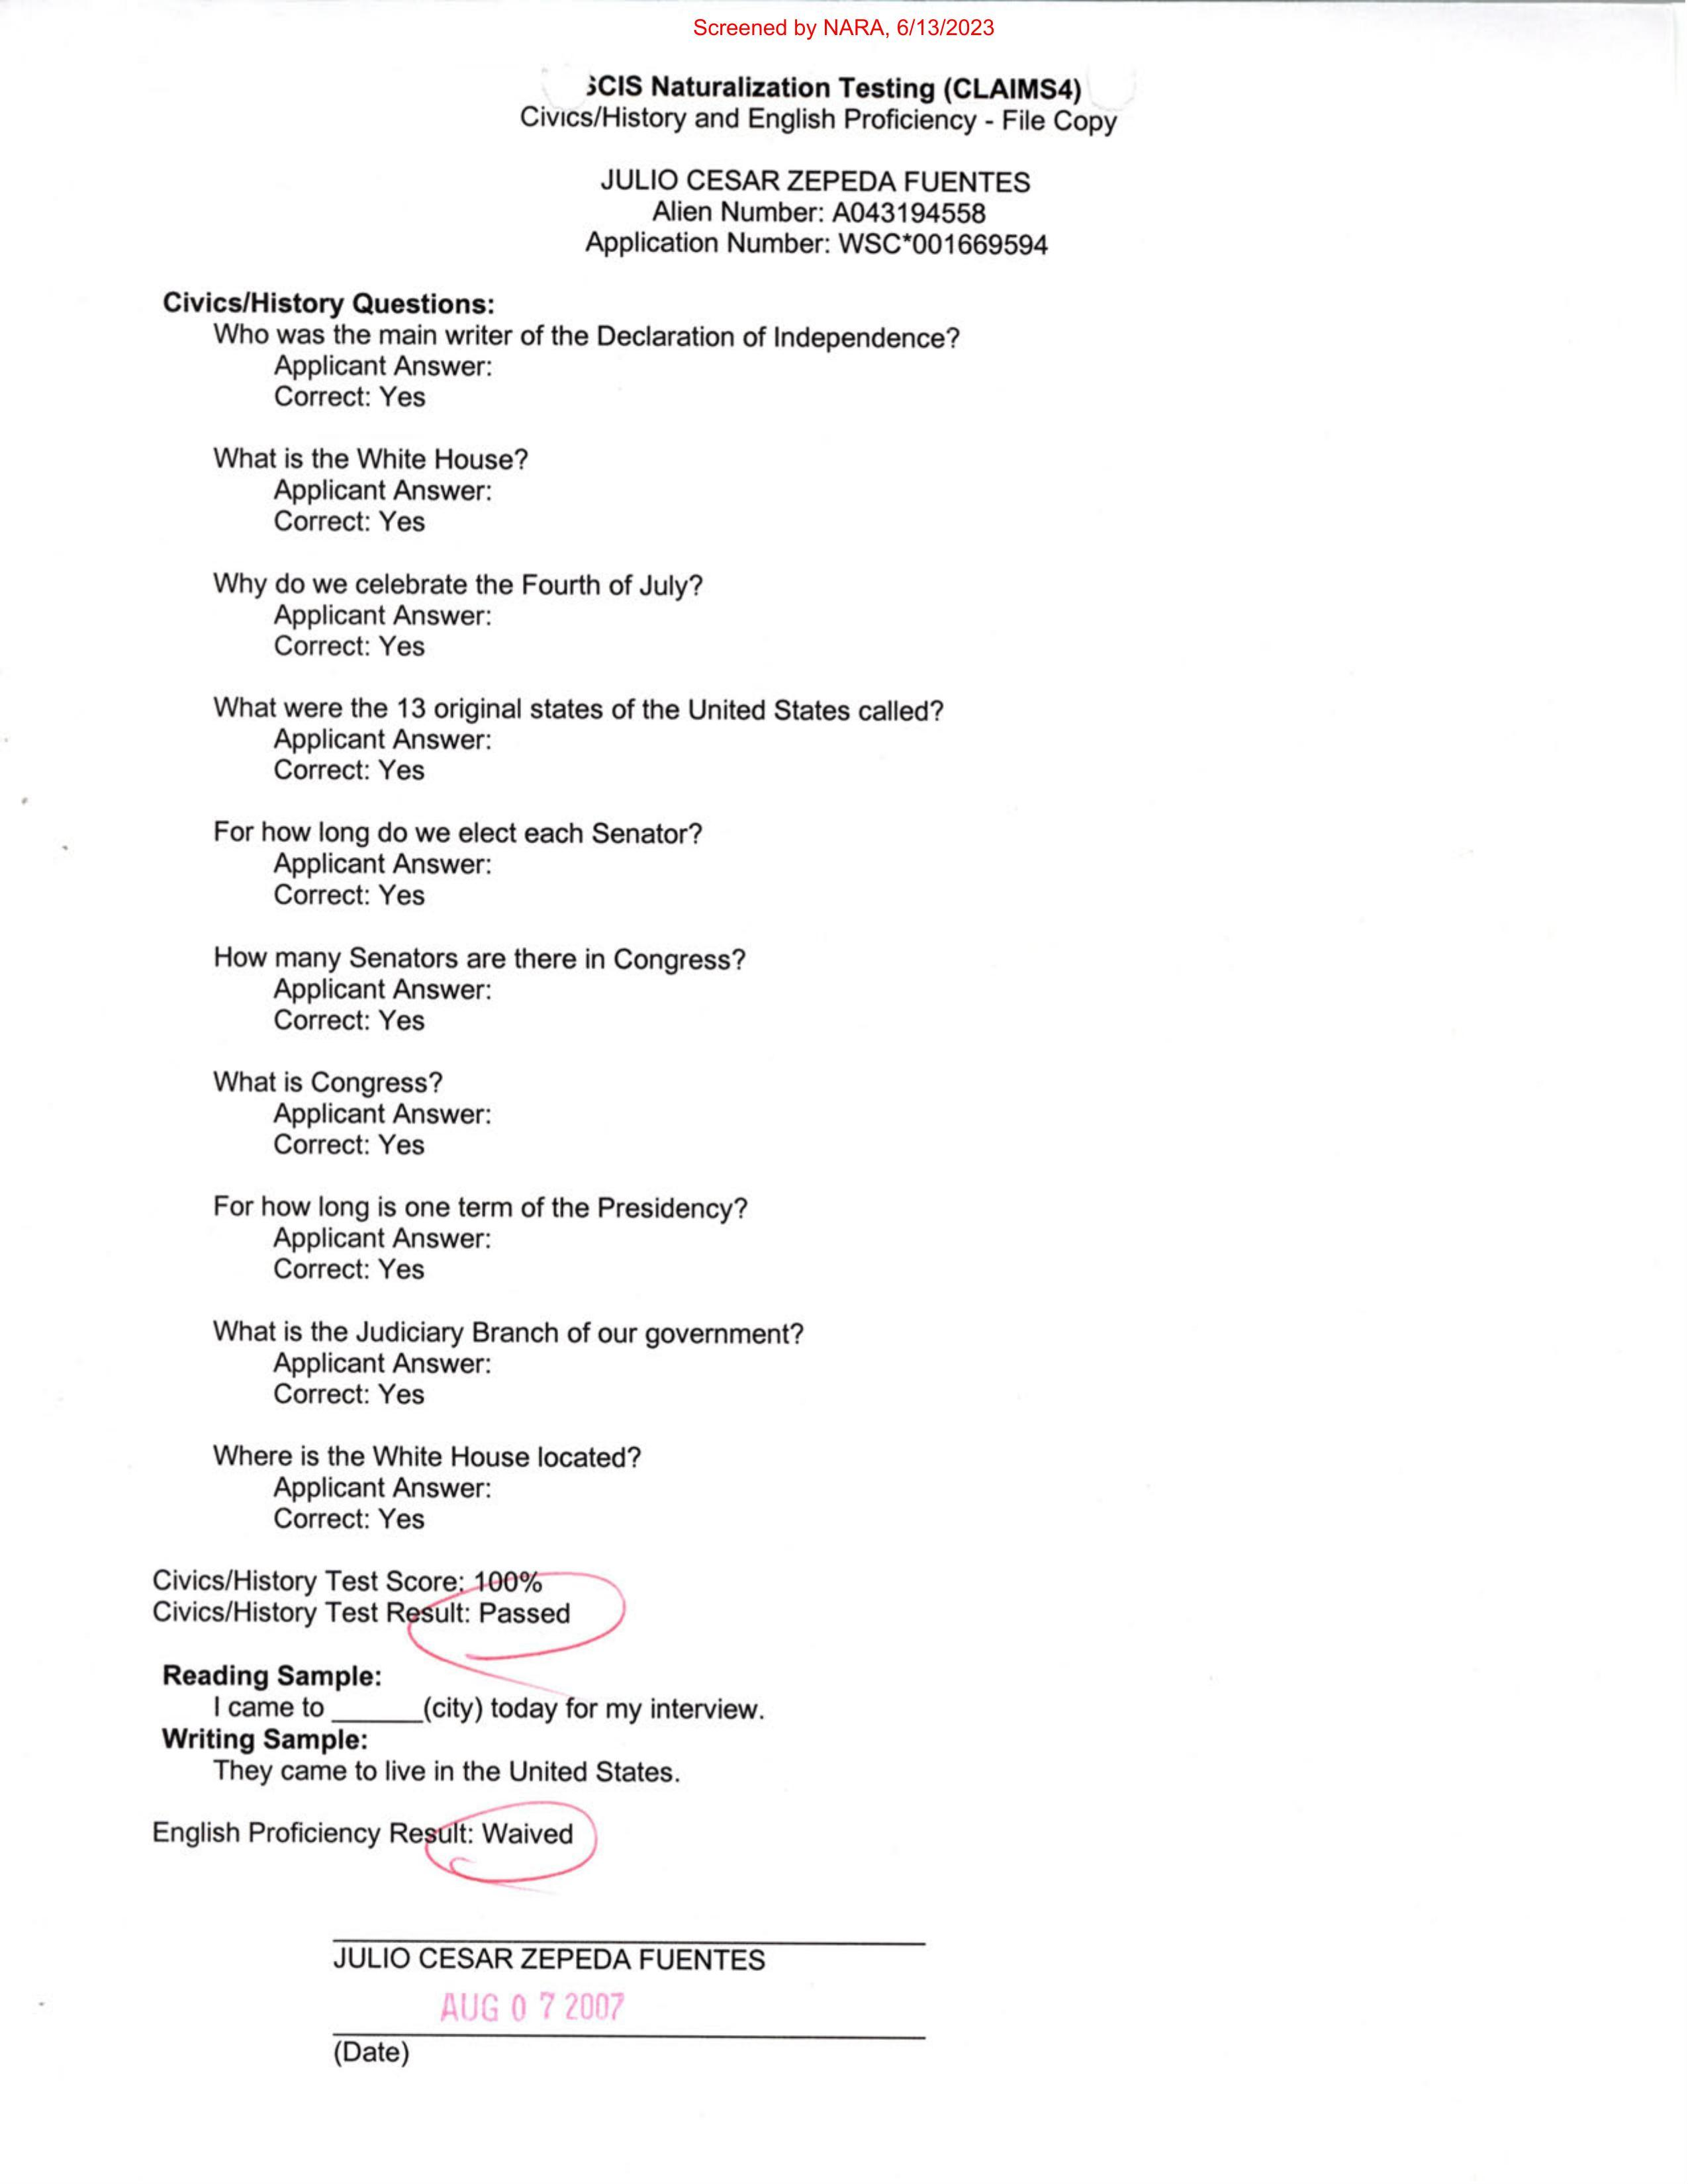 Screened by NARA, 6/13/2023
SCIS Naturalization Testing (CLAIMS4)
Civics/History and English Proficiency - File Copy
JULIO CESAR ZEPEDA FUENTES
Alien Number: A043194558
Application Number: WSC*001669594
Civics/History Questions:
Who was the main writer of the Declaration of Independence?
Applicant Answer:
Correct: Yes
What is the White House?
Applicant Answer:
Correct: Yes
Why do we celebrate the Fourth of July?
Applicant Answer:
Correct: Yes
What were the 13 original states of the United States called?
Applicant Answer:
Correct: Yes
For how long do we elect each Senator?
Applicant Answer:
Correct: Yes
How many Senators are there in Congress?
Applicant Answer:
Correct: Yes
What is Congress?
Applicant Answer:
Correct: Yes
For how long is one term of the Presidency?
Applicant Answer:
Correct: Yes
What is the Judiciary Branch of our government?
Applicant Answer:
Correct: Yes
Where is the White House located?
Applicant Answer:
Correct: Yes
Civics/History Test Score: 100%
Civics/History Test Result: Passed
Reading Sample:
I came to ______(city) today for my interview.
Writing Sample:
They came to live in the United States.
English Proficiency Result: Waived
JULIO CESAR ZEPEDA FUENTES
AUG 07 2007
(Date)